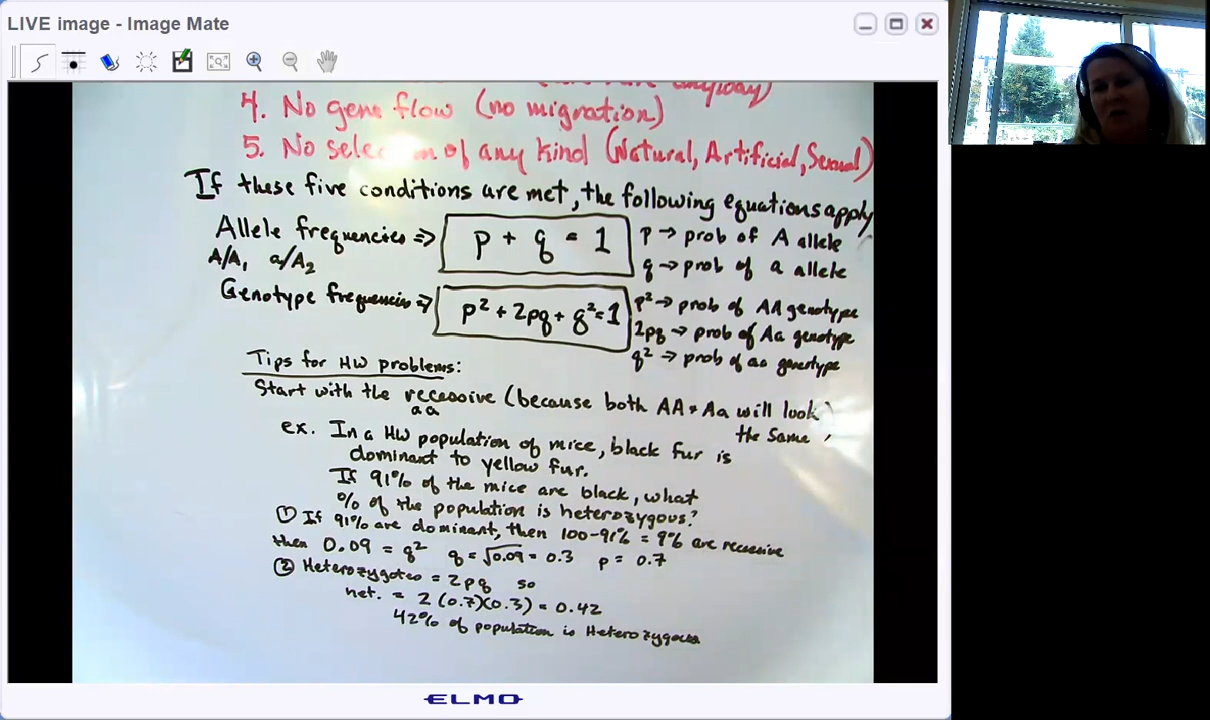 LIVE image - Image Mate
anyway)
4. No gene flow (no migration)
5. No selection of any kind (Natural, Artificial, Sexual)
If these five conditions are met, the following equations apply
Allele frequencies => p + q = 1 p → prob of A allele
A/A₁ a/A₂ q → prob of a allele
Genotype frequencies => p² + 2pq + q² = 1 p² → prob of AA genotype
2pq → prob of Aa genotype
q² → prob of aa genotype
Tips for HW problems:
Start with the recessive (because both AA + Aa will look
aa the same)
ex. In a HW population of mice, black fur is
dominant to yellow fur.
If 91% of the mice are black, what
% of the population is heterozygous?
① If 91% are dominant, then 100-91% = 9% are recessive
then 0.09 = q² q = √0.09 = 0.3 p = 0.7
② Heterozygotes = 2pq so
het. = 2 (0.7)(0.3) = 0.42
42% of population is Heterozygous
ELMO